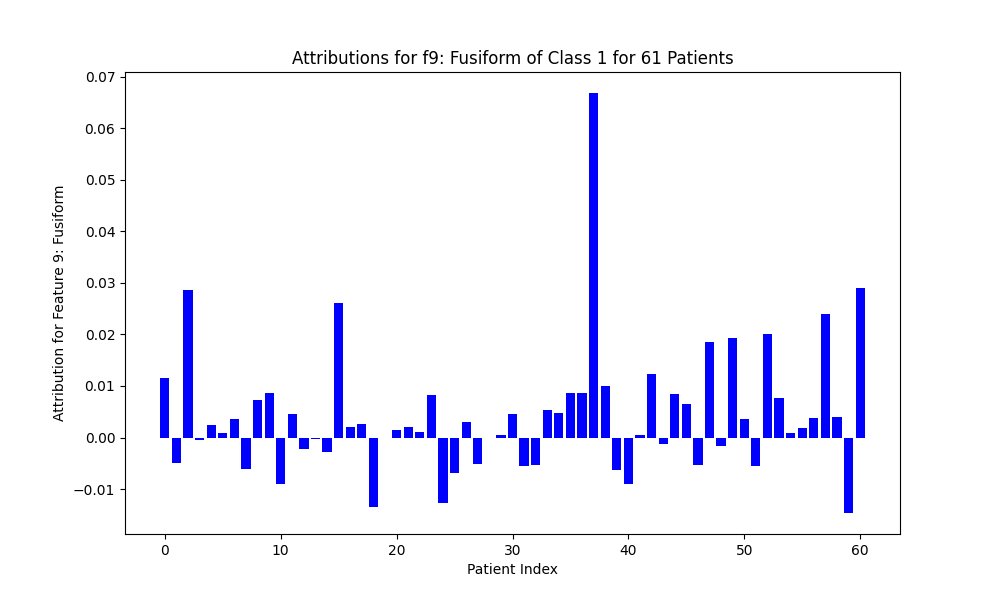 Attributions for f9: Fusiform of Class 1 for 61 Patients
0.07
0.06
0.05
0.04
0.03
0.02
0.01
0.00
−0.01
Attribution for Feature 9: Fusiform
0 10 20 30 40 50 60
Patient Index